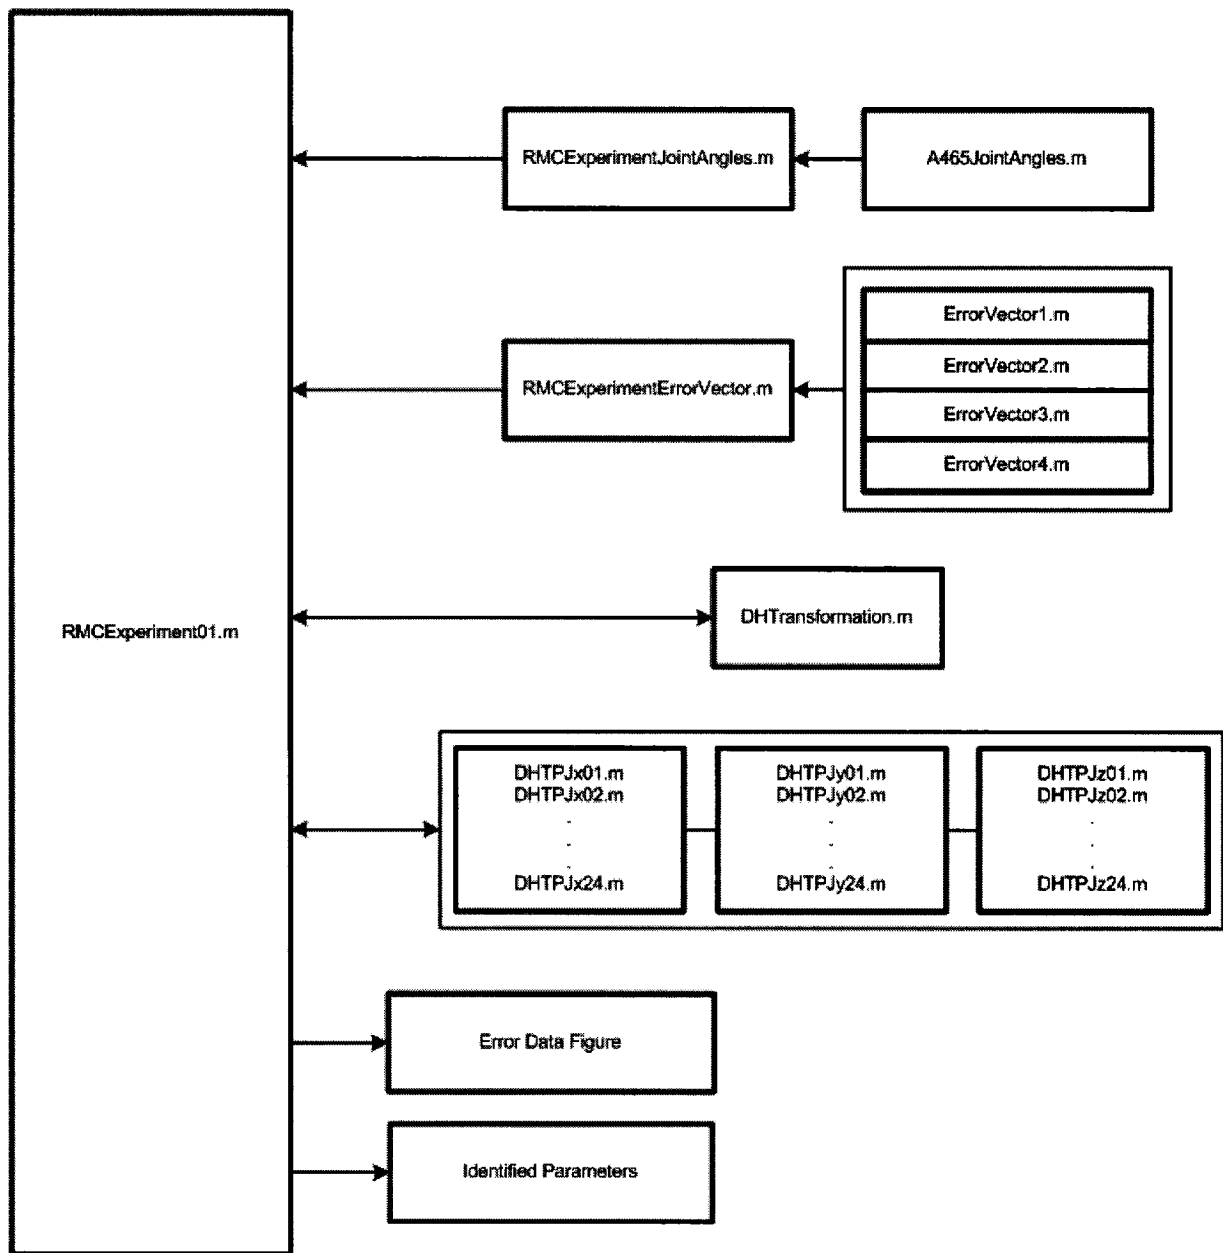 RMCExperimentJointAngles.m
A465JointAngles.m
ErrorVector1.m
ErrorVector2.m
RMCExperimentErrorVector.m
ErrorVector3.m
ErrorVector4.m
DHTransformation.m
RMCExperiment01.m
DHTPJx01.m
DHTPJx02.m
.
.
.
DHTPJx24.m
DHTPJy01.m
DHTPJy02.m
.
.
.
DHTPJy24.m
DHTPJz01.m
DHTPJz02.m
.
.
.
DHTPJz24.m
Error Data Figure
Identified Parameters